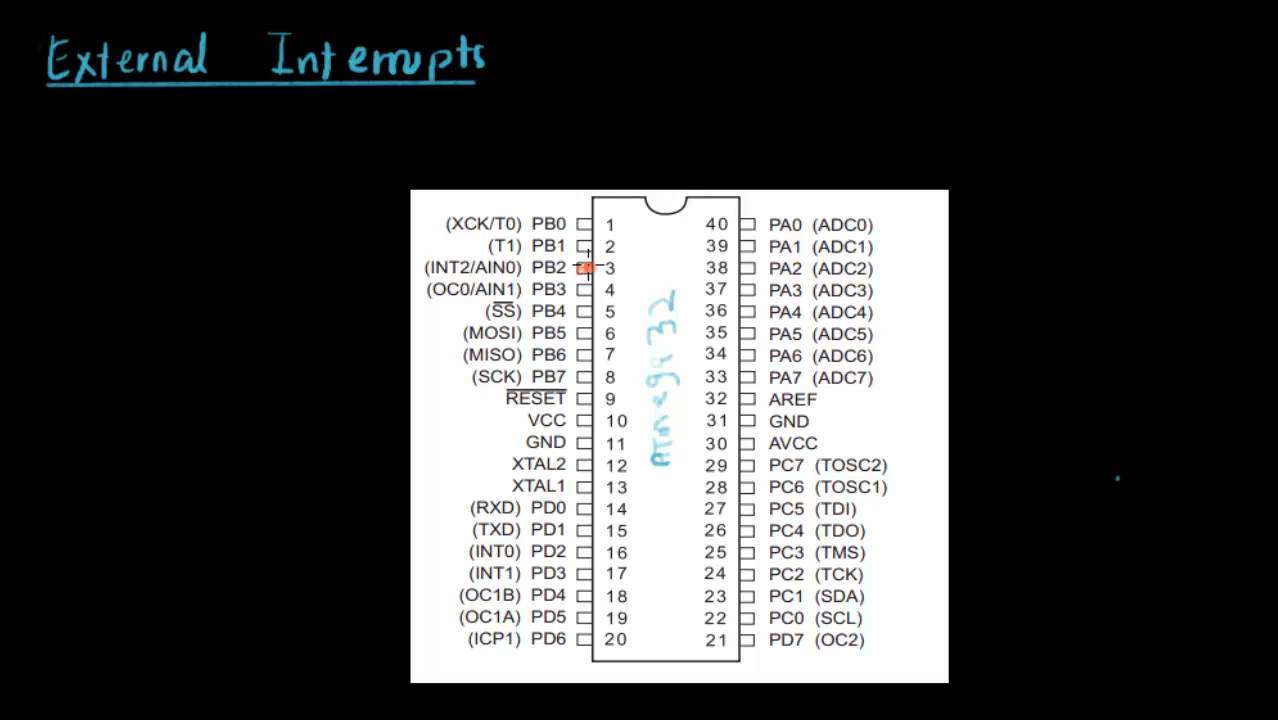 External Interrupts
(XCK/T0) PB0 1 40 PA0 (ADC0)
(T1) PB1 2 39 PA1 (ADC1)
(INT2/AIN0) PB2 3 38 PA2 (ADC2)
(OC0/AIN1) PB3 4 37 PA3 (ADC3)
(SS) PB4 5 36 PA4 (ADC4)
(MOSI) PB5 6 35 PA5 (ADC5)
(MISO) PB6 7 34 PA6 (ADC6)
(SCK) PB7 8 33 PA7 (ADC7)
RESET 9 32 AREF
VCC 10 31 GND
GND 11 30 AVCC
XTAL2 12 29 PC7 (TOSC2)
XTAL1 13 28 PC6 (TOSC1)
(RXD) PD0 14 27 PC5 (TDI)
(TXD) PD1 15 26 PC4 (TDO)
(INT0) PD2 16 25 PC3 (TMS)
(INT1) PD3 17 24 PC2 (TCK)
(OC1B) PD4 18 23 PC1 (SDA)
(OC1A) PD5 19 22 PC0 (SCL)
(ICP1) PD6 20 21 PD7 (OC2)
ATmega32